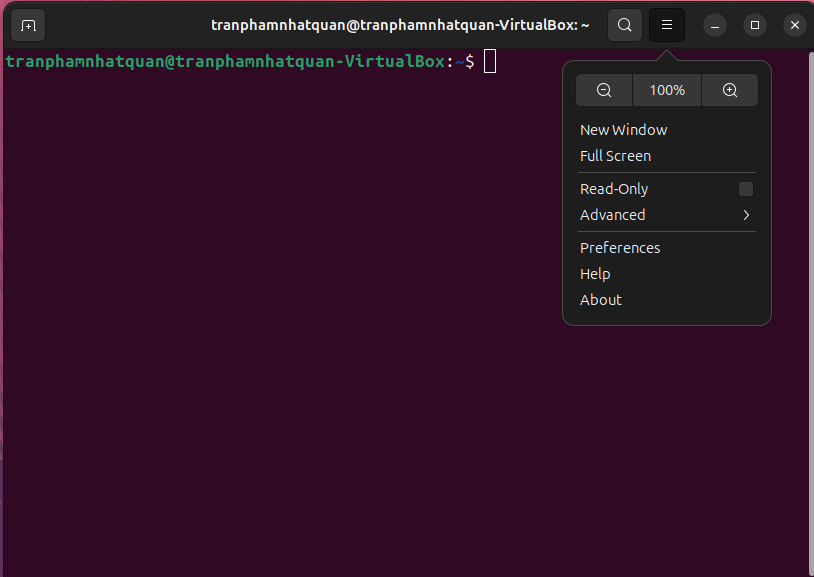 tranphamnhatquan@tranphamnhatquan-VirtualBox: ~
tranphamnhatquan@tranphamnhatquan-VirtualBox:~$
100%
New Window
Full Screen
Read-Only
Advanced
Preferences
Help
About